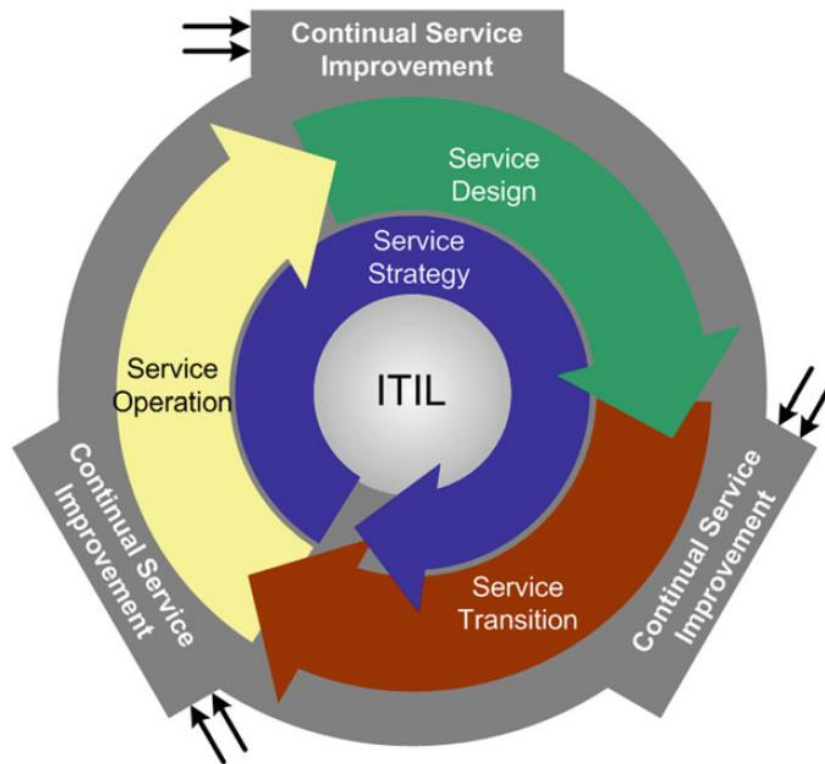 Continual Service
Improvement
Service
Design
Service
Strategy
ITIL
Service
Operation
Service
Transition
Continual Service
Improvement
Continual Service
Improvement